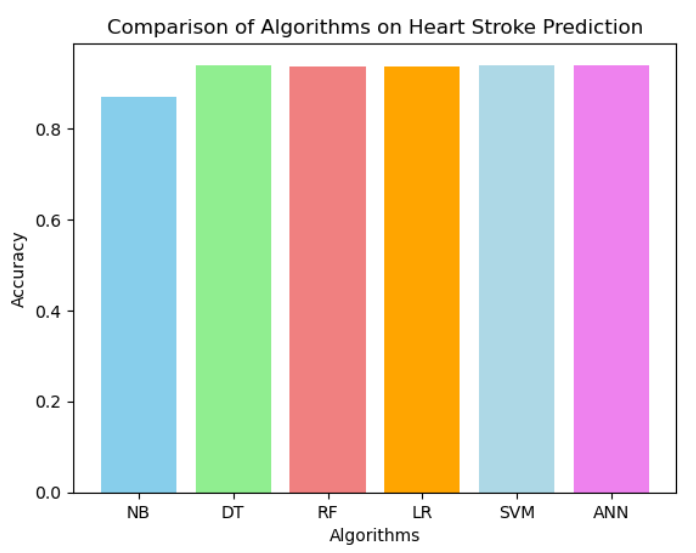 Comparison of Algorithms on Heart Stroke Prediction
Accuracy
0.8
0.6
0.4
0.2
0.0
NB DT RF LR SVM ANN
Algorithms